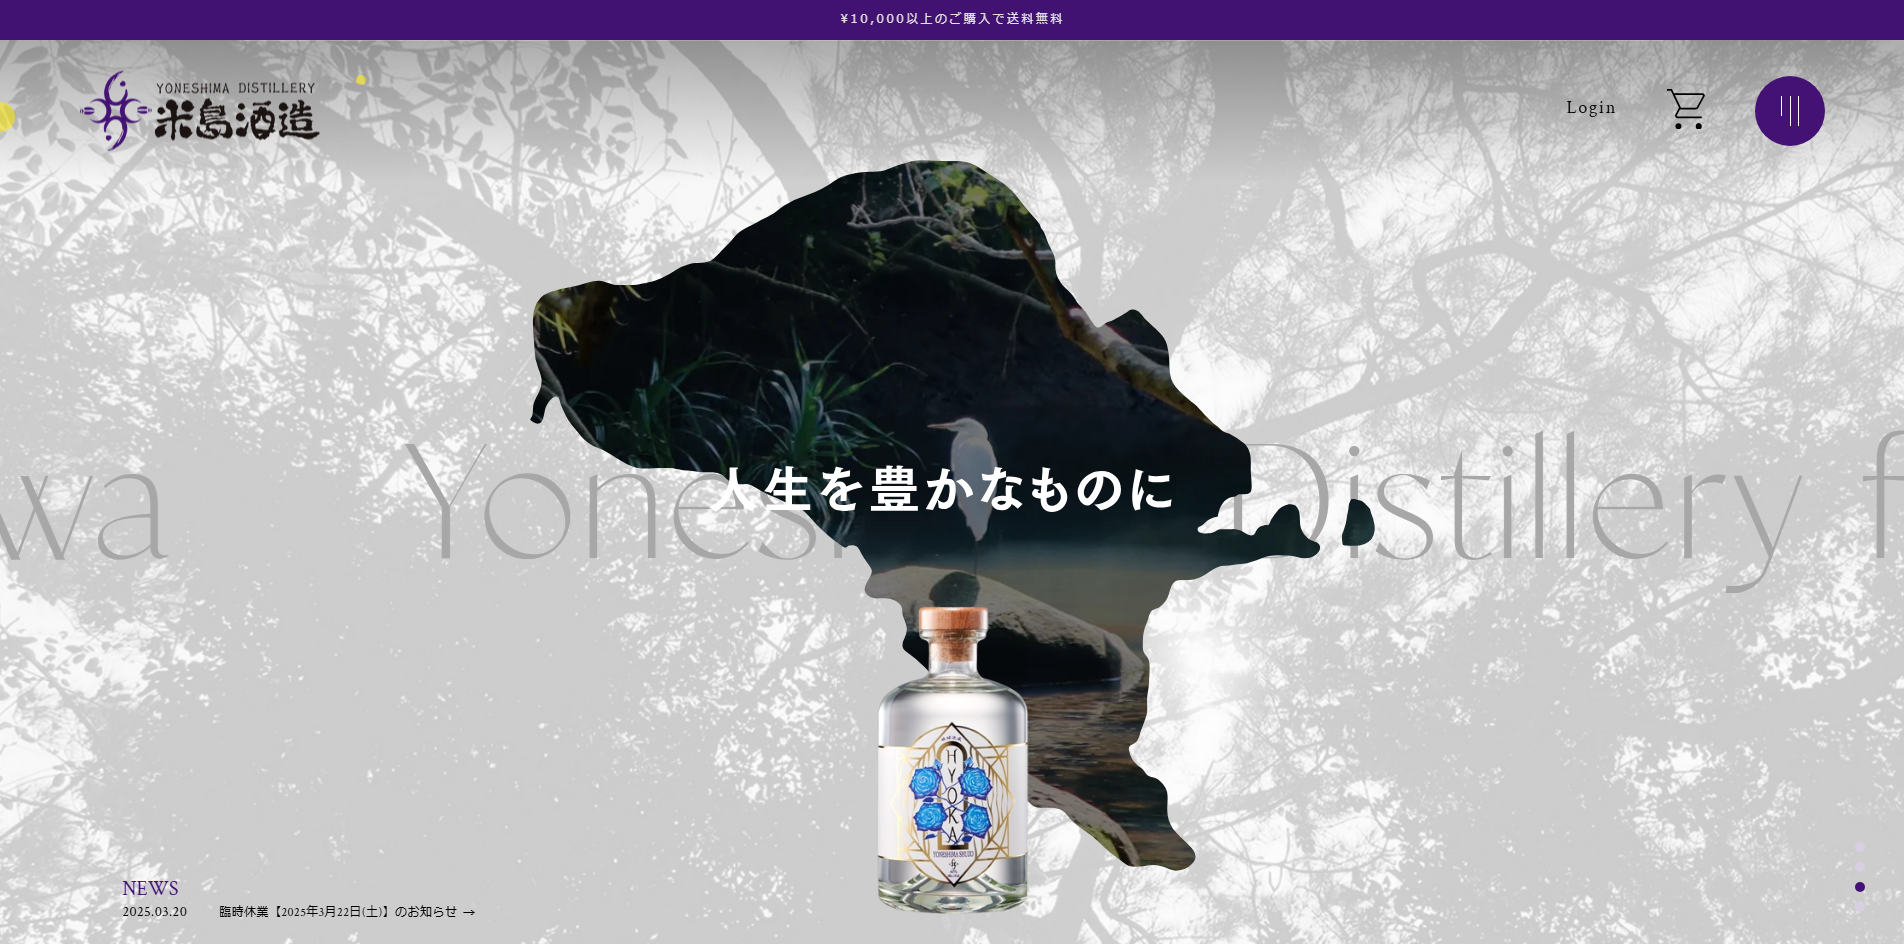 ¥10,000以上のご購入で送料無料
YONESHIMA DISTILLERY
米島酒造
Login
wa Yones Distillery f
人生を豊かなものに
HYOKA
YONESHIMA SHUZO
NEWS
2025.03.20 臨時休業【2025年3月22日(土)】のお知らせ →